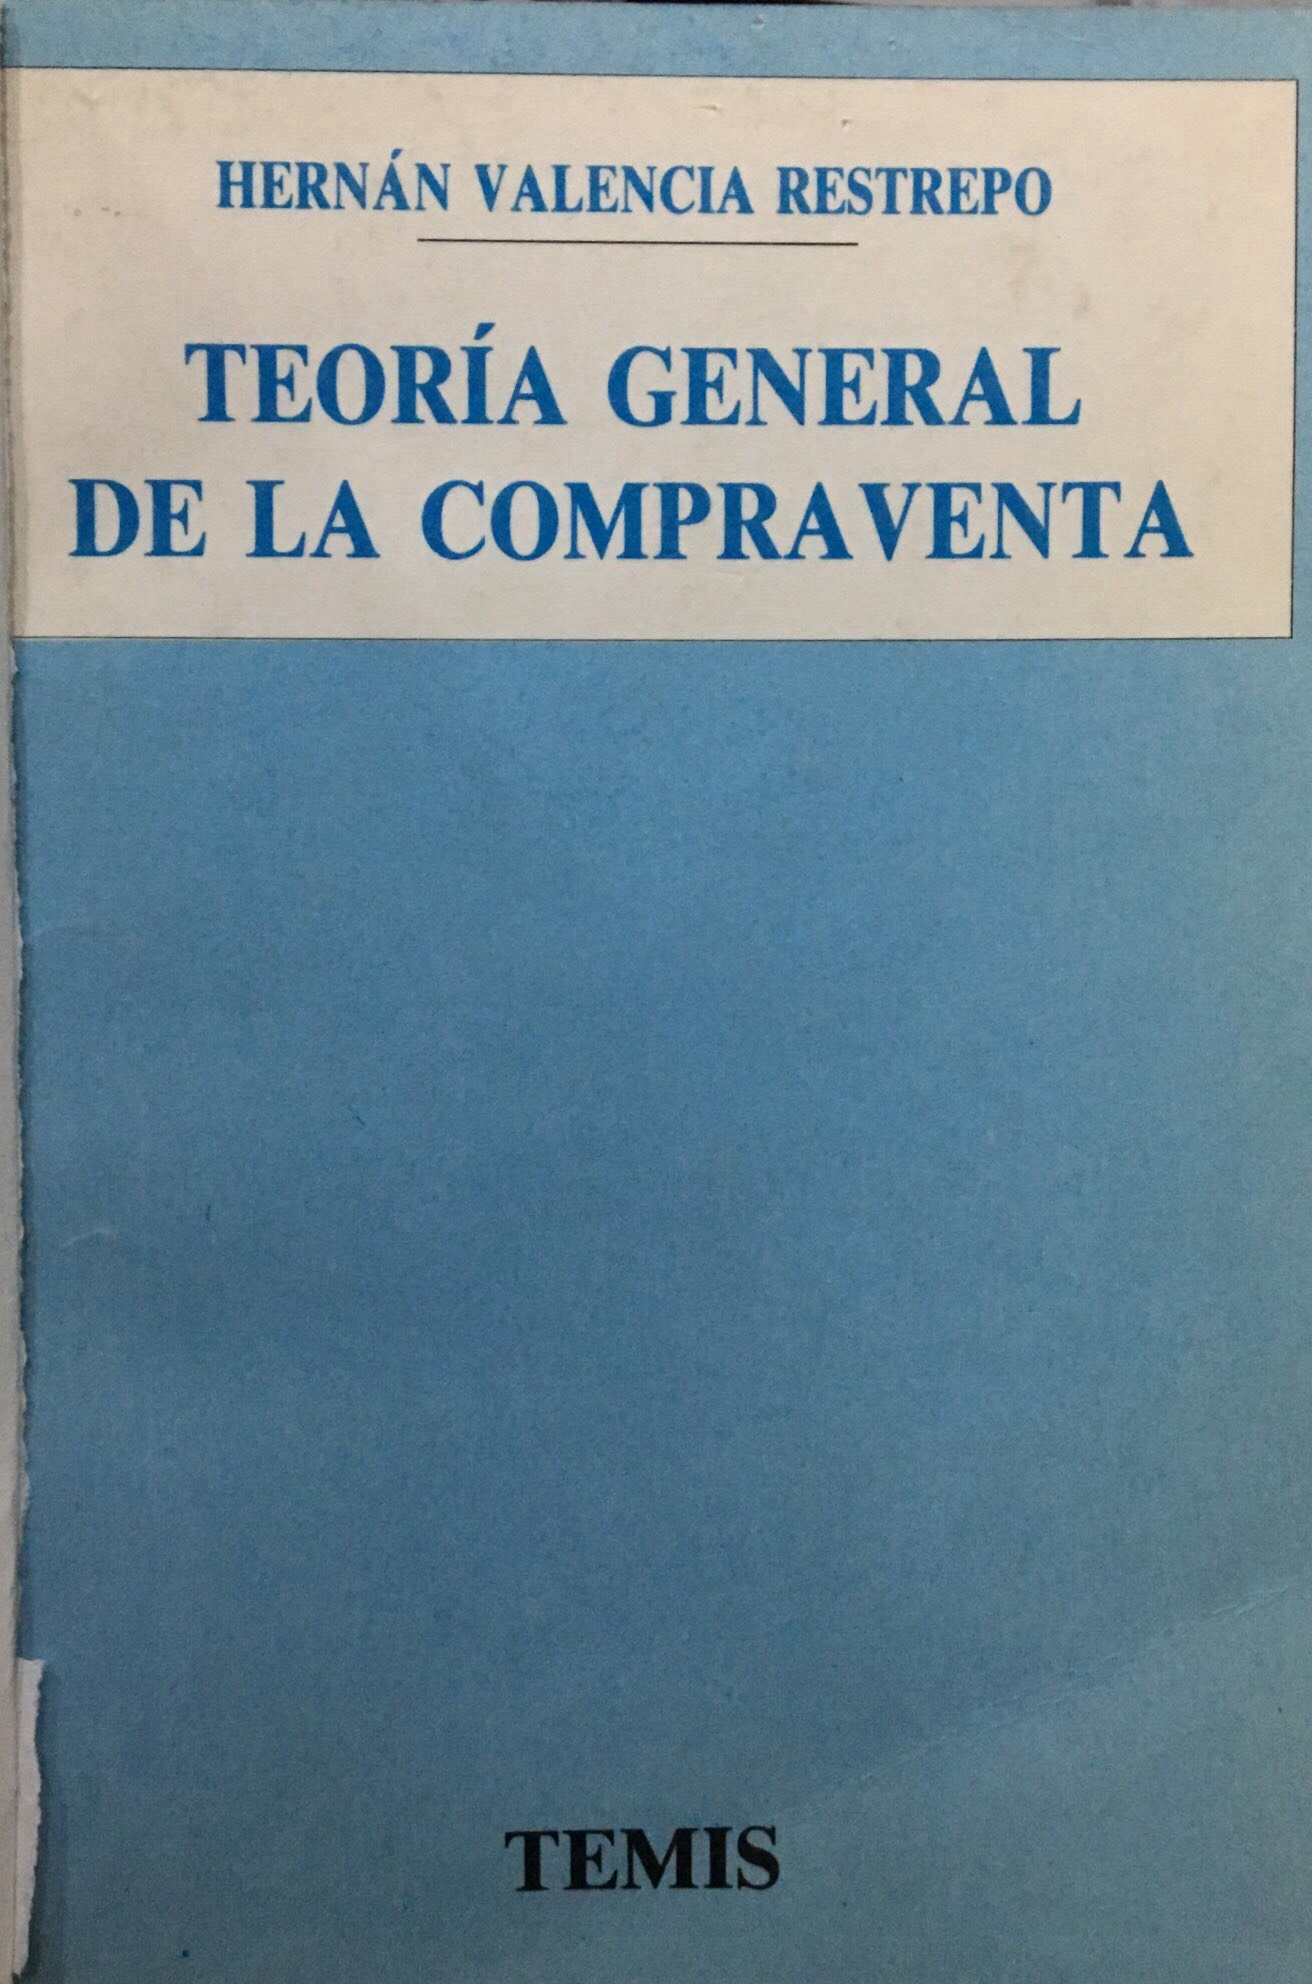 HERNÁN VALENCIA RESTREPO
TEORÍA GENERAL
DE LA COMPRAVENTA
TEMIS